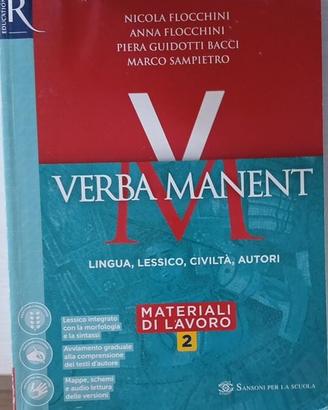 EDUCATION
R
NICOLA FLOCCHINI
ANNA FLOCCHINI
PIERA GUIDOTTI BACCI
MARCO SAMPIETRO
VM
VERBA MANENT
LINGUA, LESSICO, CIVILTÀ, AUTORI
MATERIALI
DI LAVORO
2
Lessico integrato
con la morfologia
e la sintassi
Avviamento graduale
alla comprensione
dei testi d'autore
Mappe, schemi
e audio lettura
delle versioni
SANSONI PER LA SCUOLA